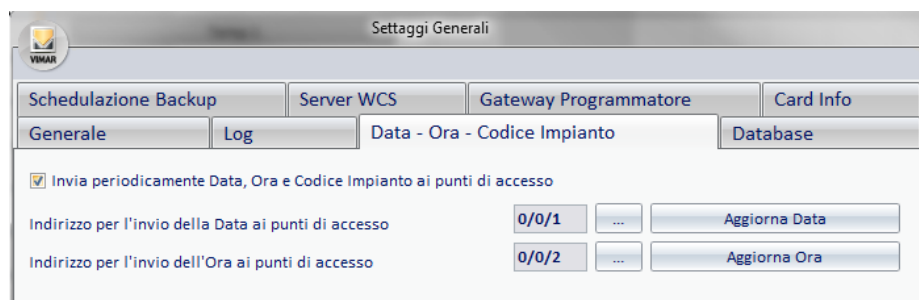 Settaggi Generali
VIMAR
Schedulazione Backup
Server WCS
Gateway Programmatore
Card Info
Generale
Log
Data - Ora - Codice Impianto
Database
Invia periodicamente Data, Ora e Codice Impianto ai punti di accesso
Indirizzo per l'invio della Data ai punti di accesso
0/0/1
...
Aggiorna Data
Indirizzo per l'invio dell'Ora ai punti di accesso
0/0/2
...
Aggiorna Ora